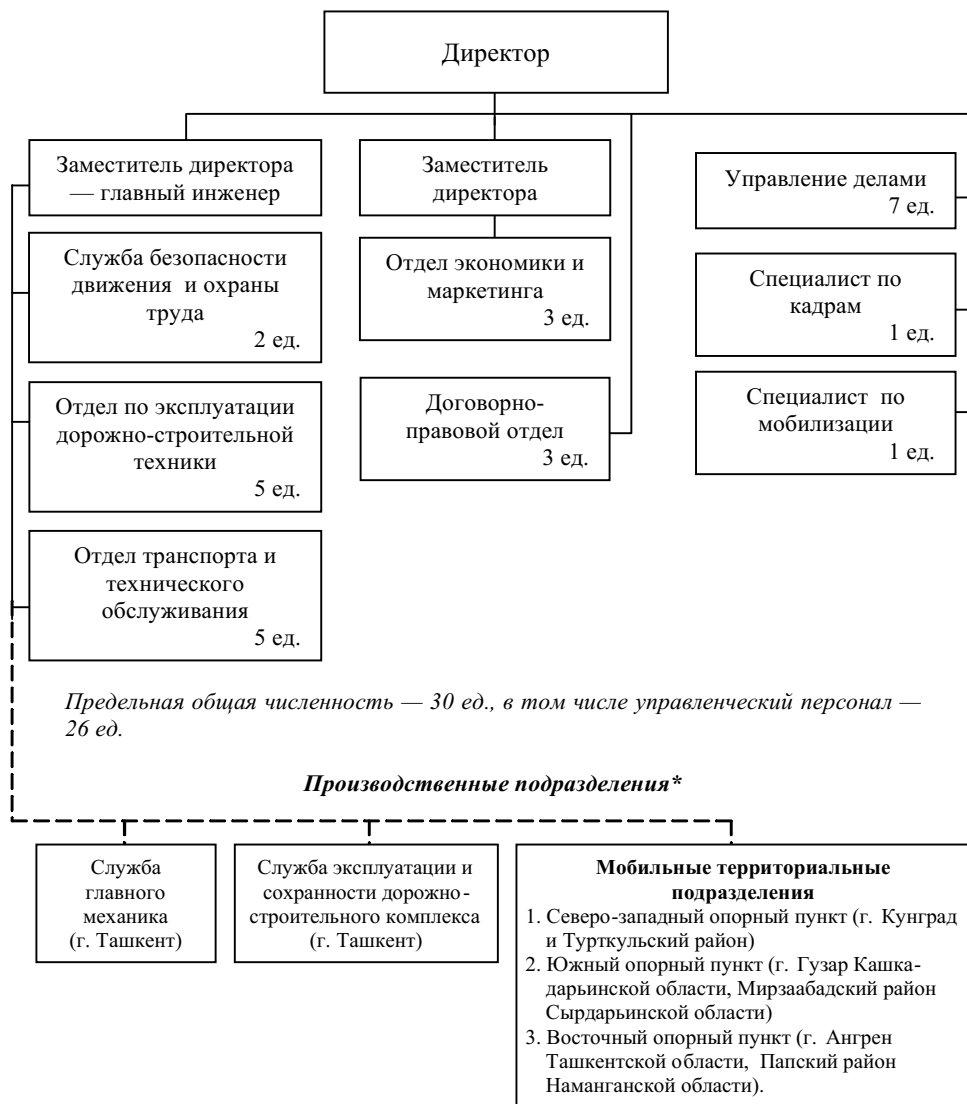 Директор
Заместитель директора
— главный инженер
Заместитель
директора
Управление делами
7 ед.
Служба безопасности
движения и охраны
труда
2 ед.
Отдел экономики и
маркетинга
3 ед.
Специалист по
кадрам
1 ед.
Отдел по эксплуатации
дорожно-строительной
техники
5 ед.
Договорно-
правовой отдел
3 ед.
Специалист по
мобилизации
1 ед.
Отдел транспорта и
технического
обслуживания
5 ед.
Предельная общая численность — 30 ед., в том числе управленческий персонал —
26 ед.
Производственные подразделения*
Служба
главного
механика
(г. Ташкент)
Служба эксплуатации и
сохранности дорожно-
строительного комплекса
(г. Ташкент)
Мобильные территориальные
подразделения
1. Северо-западный опорный пункт (г. Кунград
и Турткульский район)
2. Южный опорный пункт (г. Гузар Кашка-
дарьинской области, Мирзаабадский район
Сырдарьинской области)
3. Восточный опорный пункт (г. Ангрен
Ташкентской области, Папский район
Наманганской области).